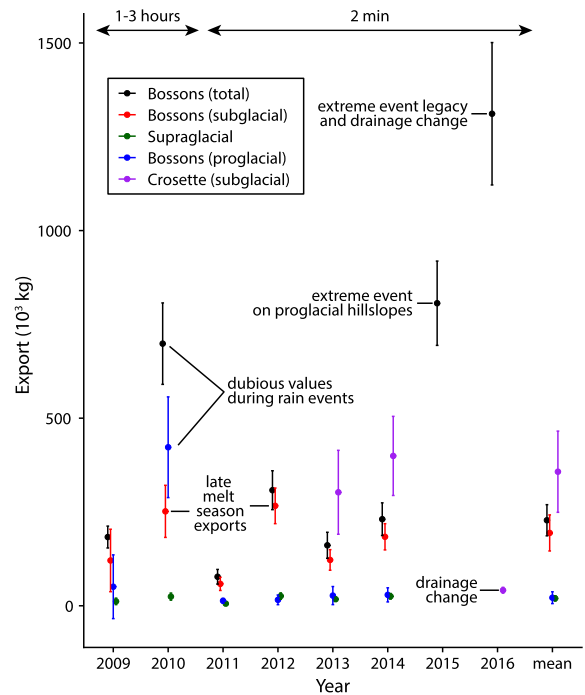 1-3 hours
2 min
1500
Bossons (total)
Bossons (subglacial)
Supraglacial
Bossons (proglacial)
Crosette (subglacial)
extreme event legacy
and drainage change
1000
extreme event
on proglacial hillslopes
Export (10³ kg)
dubious values
during rain events
500
late
melt
season
exports
drainage
change
0
2009
2010
2011
2012
2013
2014
2015
2016
mean
Year